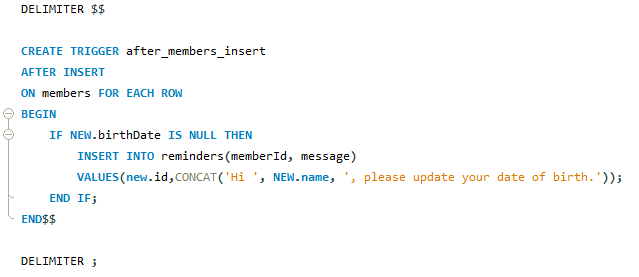 DELIMITER $$
CREATE TRIGGER after_members_insert
AFTER INSERT
ON members FOR EACH ROW
BEGIN
IF NEW.birthDate IS NULL THEN
INSERT INTO reminders(memberId, message)
VALUES(new.id,CONCAT('Hi ', NEW.name, ', please update your date of birth.'));
END IF;
END$$
DELIMITER ;